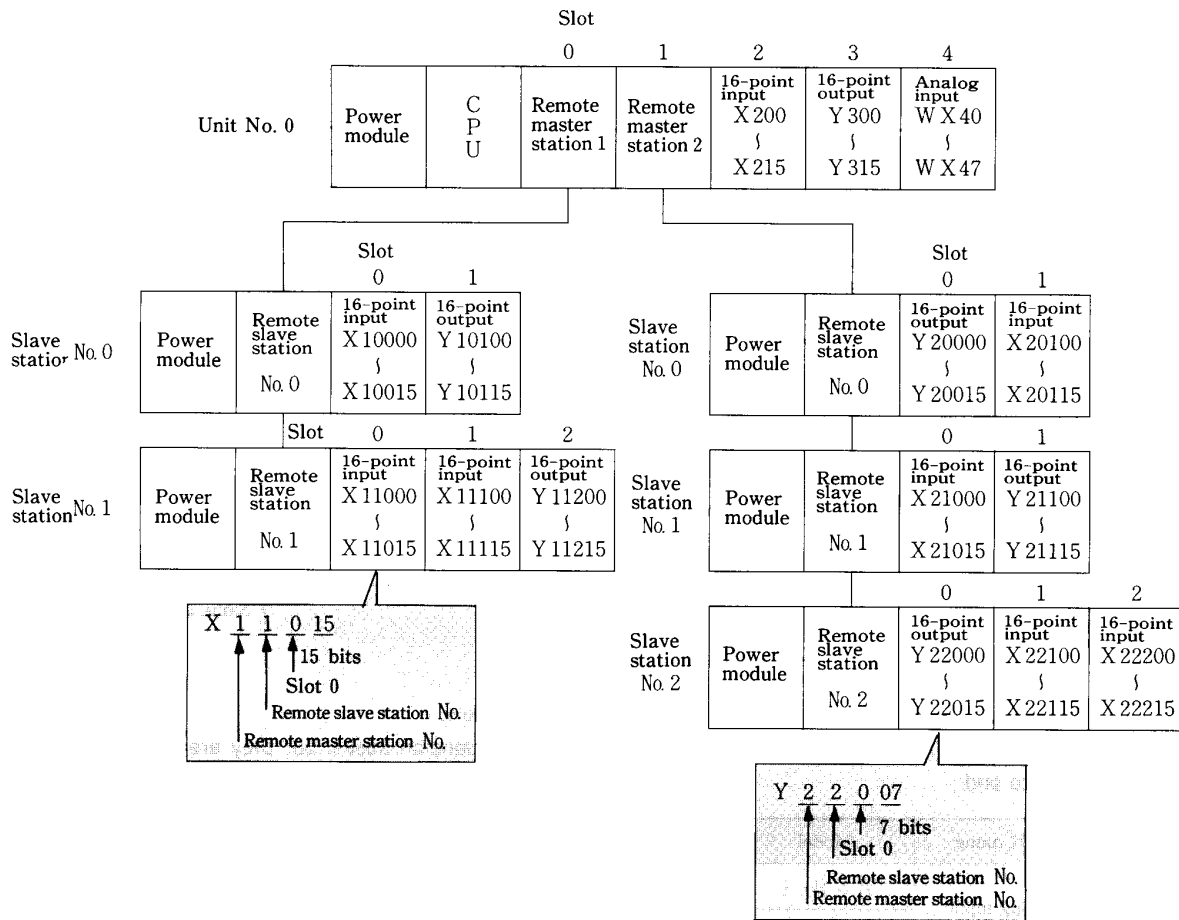 Slot
0 1 2 3 4
Unit No. 0
Power module
C P U
Remote master station 1
Remote master station 2
16-point input X200 ⟆ X215
16-point output Y300 ⟆ Y315
Analog input WX40 ⟆ WX47
Slot
0 1
Slave station No. 0
Power module
Remote slave station No. 0
16-point input X10000 ⟆ X10015
16-point output Y10100 ⟆ Y10115
Slot 0 1 2
Slave station No. 1
Power module
Remote slave station No. 1
16-point input X11000 ⟆ X11015
16-point input X11100 ⟆ X11115
16-point output Y11200 ⟆ Y11215
X 1 1 0 15
15 bits
Slot 0
Remote slave station No.
Remote master station No.
Slot
0 1
Slave station No. 0
Power module
Remote slave station No. 0
16-point output Y20000 ⟆ Y20015
16-point input X20100 ⟆ X20115
0 1
Slave station No. 1
Power module
Remote slave station No. 1
16-point input X21000 ⟆ X21015
16-point output Y21100 ⟆ Y21115
0 1 2
Slave station No. 2
Power module
Remote slave station No. 2
16-point output Y22000 ⟆ Y22015
16-point input X22100 ⟆ X22115
16-point input X22200 ⟆ X22215
Y 2 2 0 07
7 bits
Slot 0
Remote slave station No.
Remote master station No.